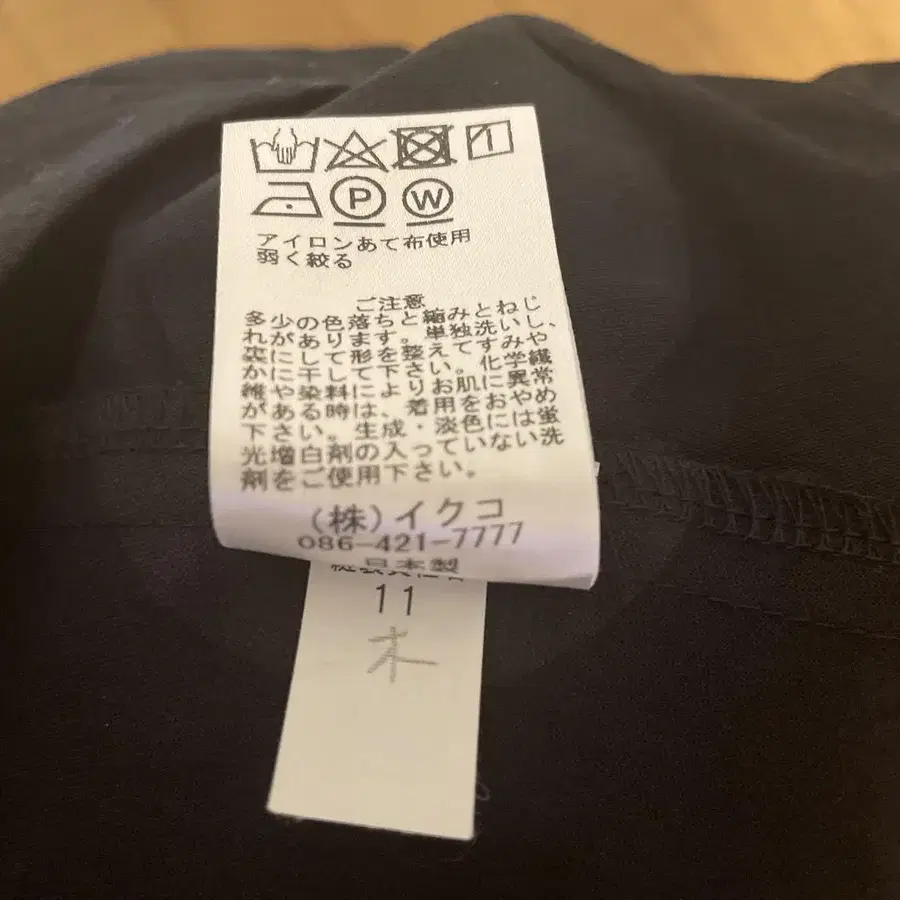 P W
アイロンあて布使用
弱く絞る
ご注意
多少の色落ちと縮みとねじ
れがあります。単独洗いし、
裏にして形を整えてすみや
かに干して下さい。化学繊
維や染料によりお肌に異常
がある時は、着用をおやめ
下さい。生成・淡色には蛍
光増白剤の入っていない洗
剤をご使用下さい。
（株）イクコ
086-421-7777
日本製
11
木